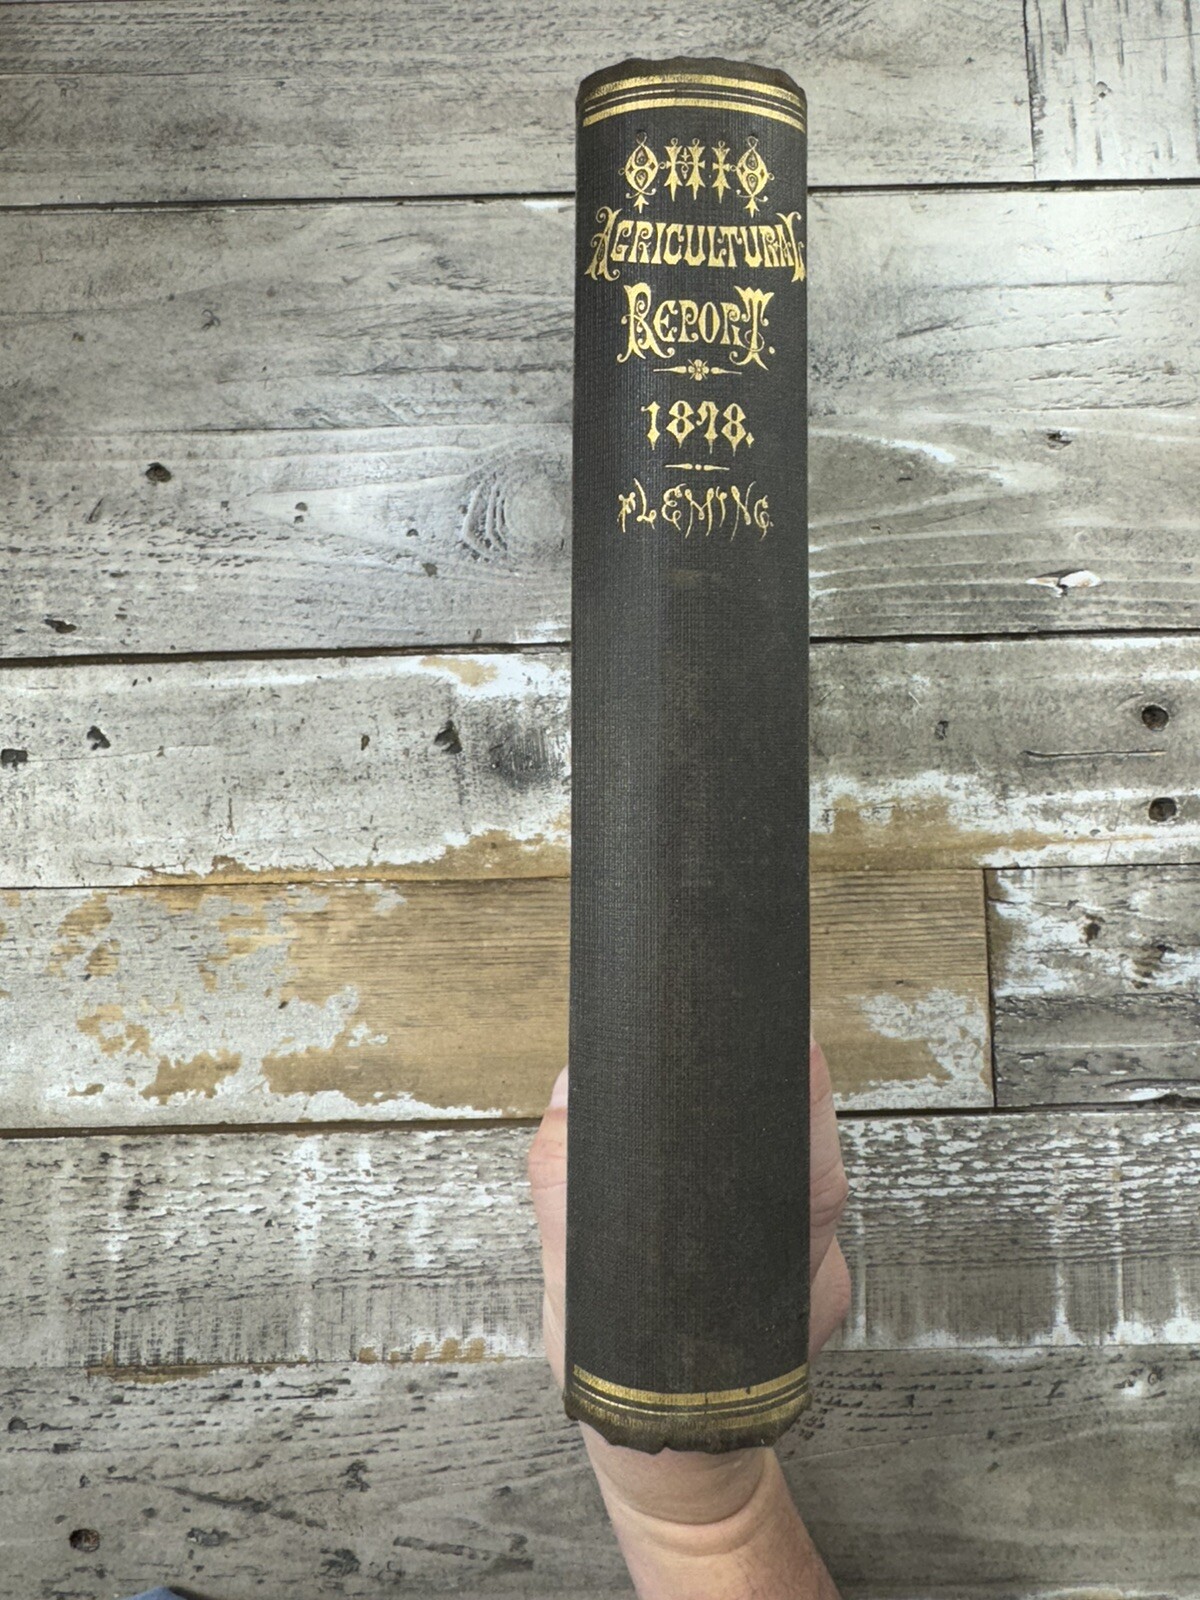 OHIO
AGRICULTURAL
REPORT.
1878.
FLEMING.